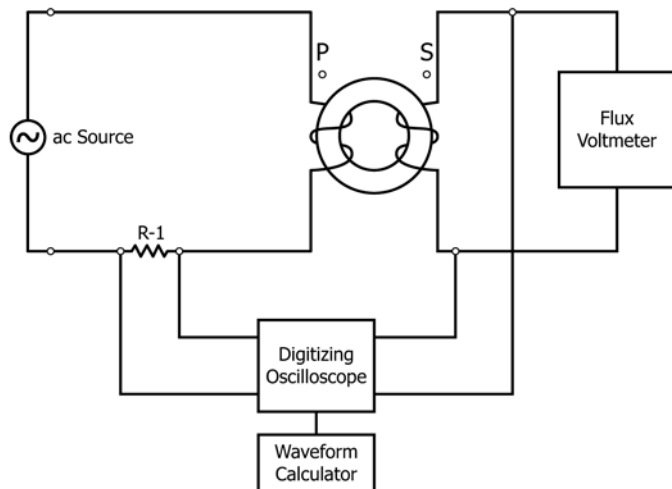 P
S
ac Source
Flux
Voltmeter
R-1
Digitizing
Oscilloscope
Waveform
Calculator